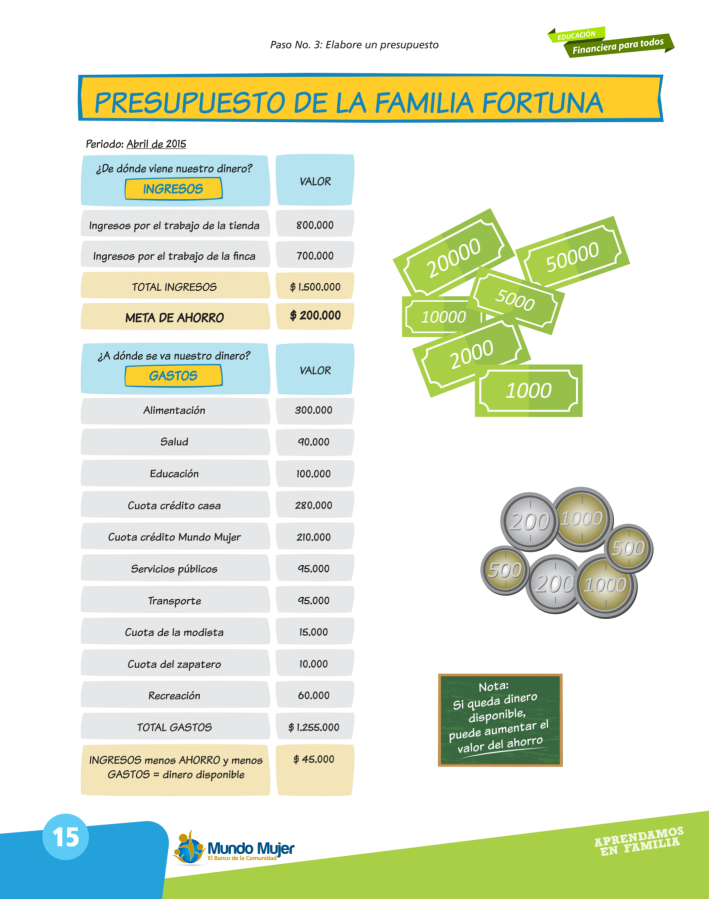 Paso No. 3: Elabore un presupuesto
EDUCACIÓN
Financiera para todos
PRESUPUESTO DE LA FAMILIA FORTUNA
Periodo: Abril de 2015
¿De dónde viene nuestro dinero?
INGRESOS
VALOR
Ingresos por el trabajo de la tienda 800.000
Ingresos por el trabajo de la finca 700.000
TOTAL INGRESOS $ 1.500.000
META DE AHORRO $ 200.000
¿A dónde se va nuestro dinero?
GASTOS
VALOR
Alimentación 300.000
Salud 90.000
Educación 100.000
Cuota crédito casa 280.000
Cuota crédito Mundo Mujer 210.000
Servicios públicos 95.000
Transporte 95.000
Cuota de la modista 15.000
Cuota del zapatero 10.000
Recreación 60.000
TOTAL GASTOS $ 1.255.000
INGRESOS menos AHORRO y menos $ 45.000
GASTOS = dinero disponible
20000
50000
5000
10000
2000
1000
200
1000
500
500
200
1000
Nota:
Si queda dinero
disponible,
puede aumentar el
valor del ahorro
15
Mundo Mujer
El Banco de la Comunidad
APRENDAMOS
EN FAMILIA